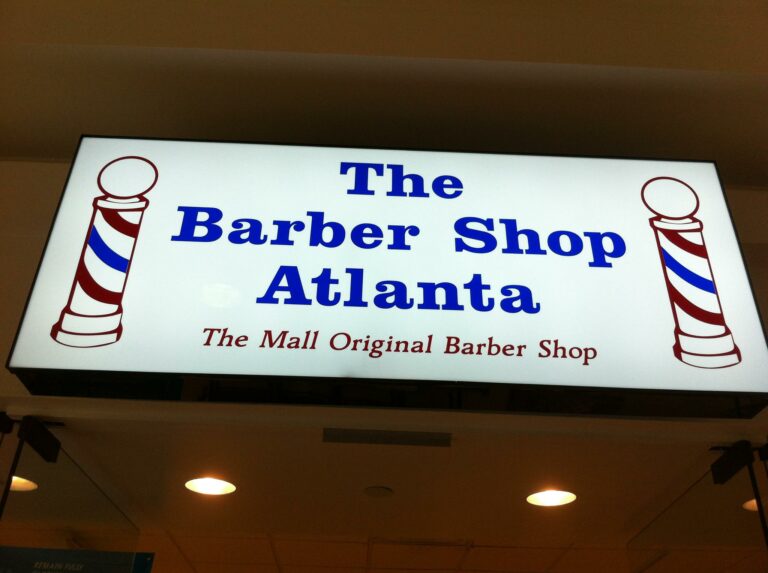 The
Barber Shop
Atlanta
The Mall Original Barber Shop